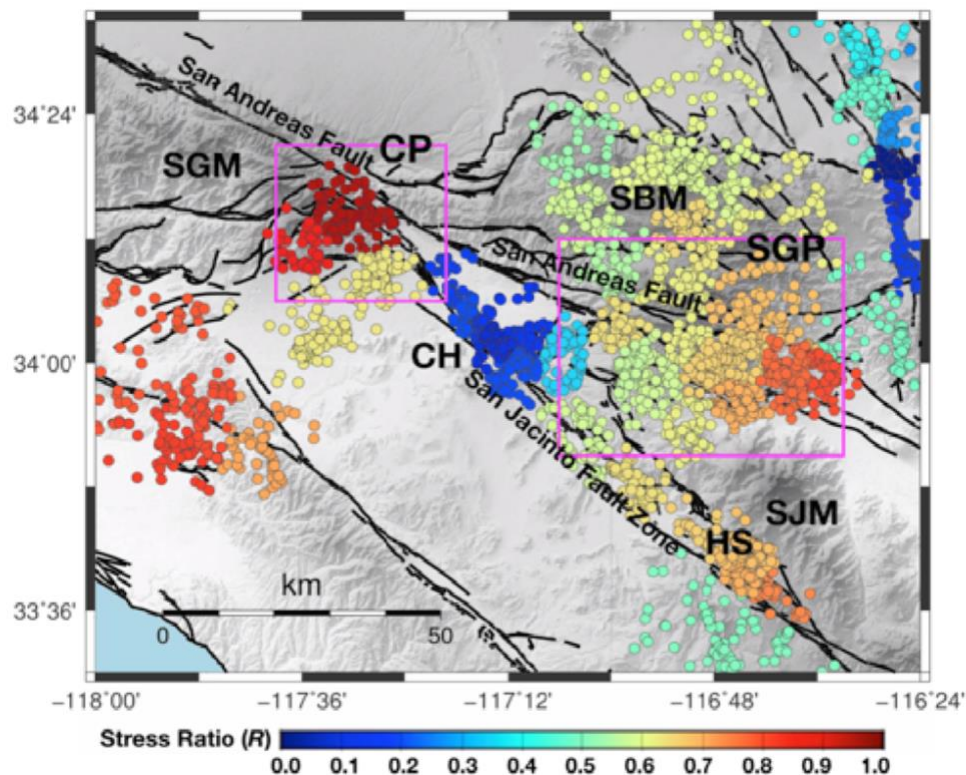 San Andreas Fault
34˚24'
CP
SGM
SBM
SGP
San Andreas Fault
34˚00'
CH
San Jacinto Fault Zone
SJM
HS
km
33˚36'
0 50
−118˚00' −117˚36' −117˚12' −116˚48' −116˚24'
Stress Ratio (R)
0.0 0.1 0.2 0.3 0.4 0.5 0.6 0.7 0.8 0.9 1.0